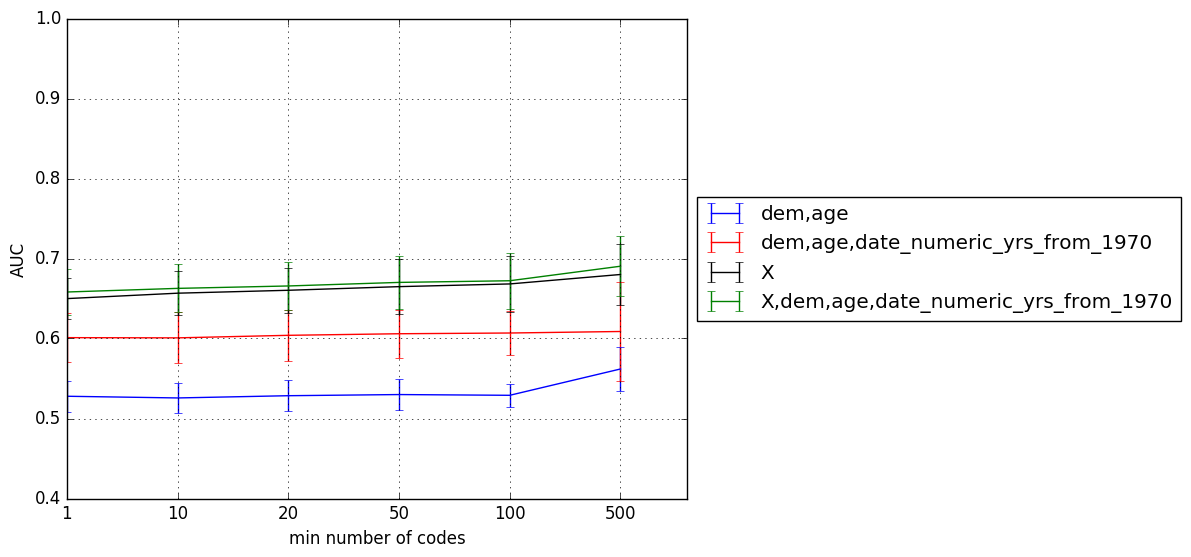 1.0
0.9
0.8
0.7
0.6
0.5
0.4
AUC
1 10 20 50 100 500
min number of codes
dem,age
dem,age,date_numeric_yrs_from_1970
X
X,dem,age,date_numeric_yrs_from_1970